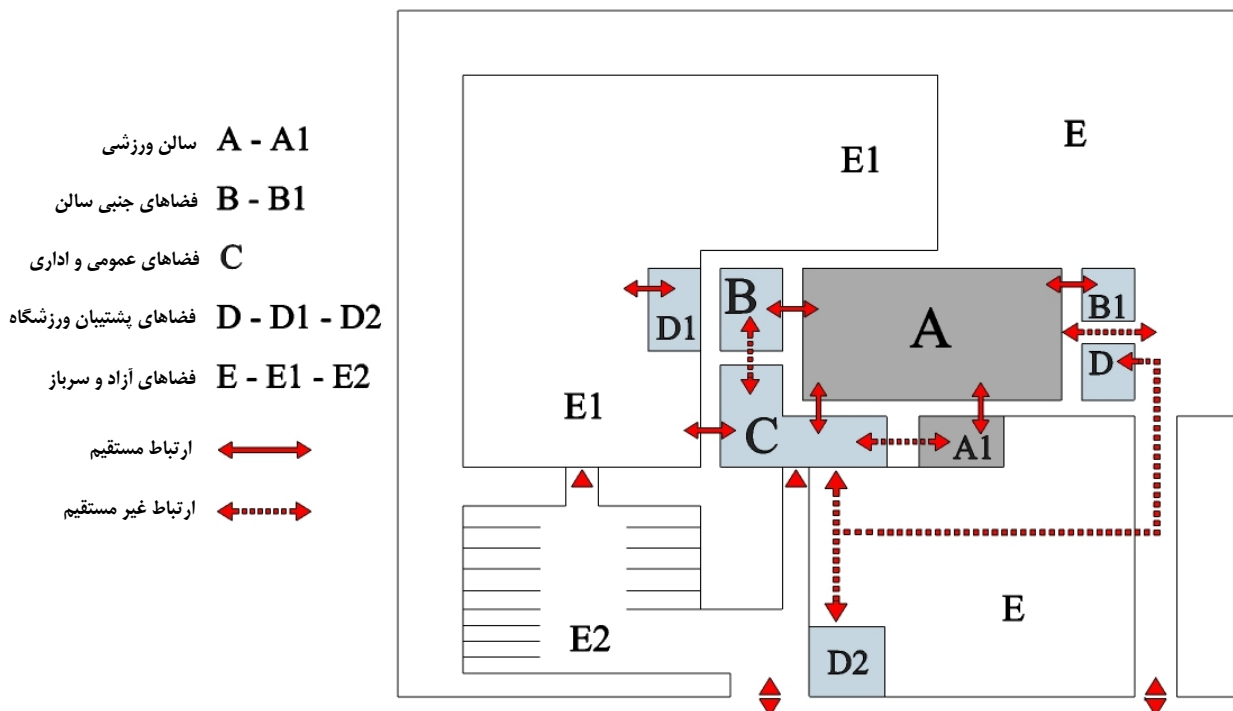 سالن ورزشی A - A1
فضاهای جنبی سالن B - B1
فضاهای عمومی و اداری C
فضاهای پشتیبان ورزشگاه D - D1 - D2
فضاهای آزاد و سرباز E - E1 - E2
ارتباط مستقیم
ارتباط غیر مستقیم
E
E1
B
A
B1
D1
D
E1
C
A1
E
E2
D2